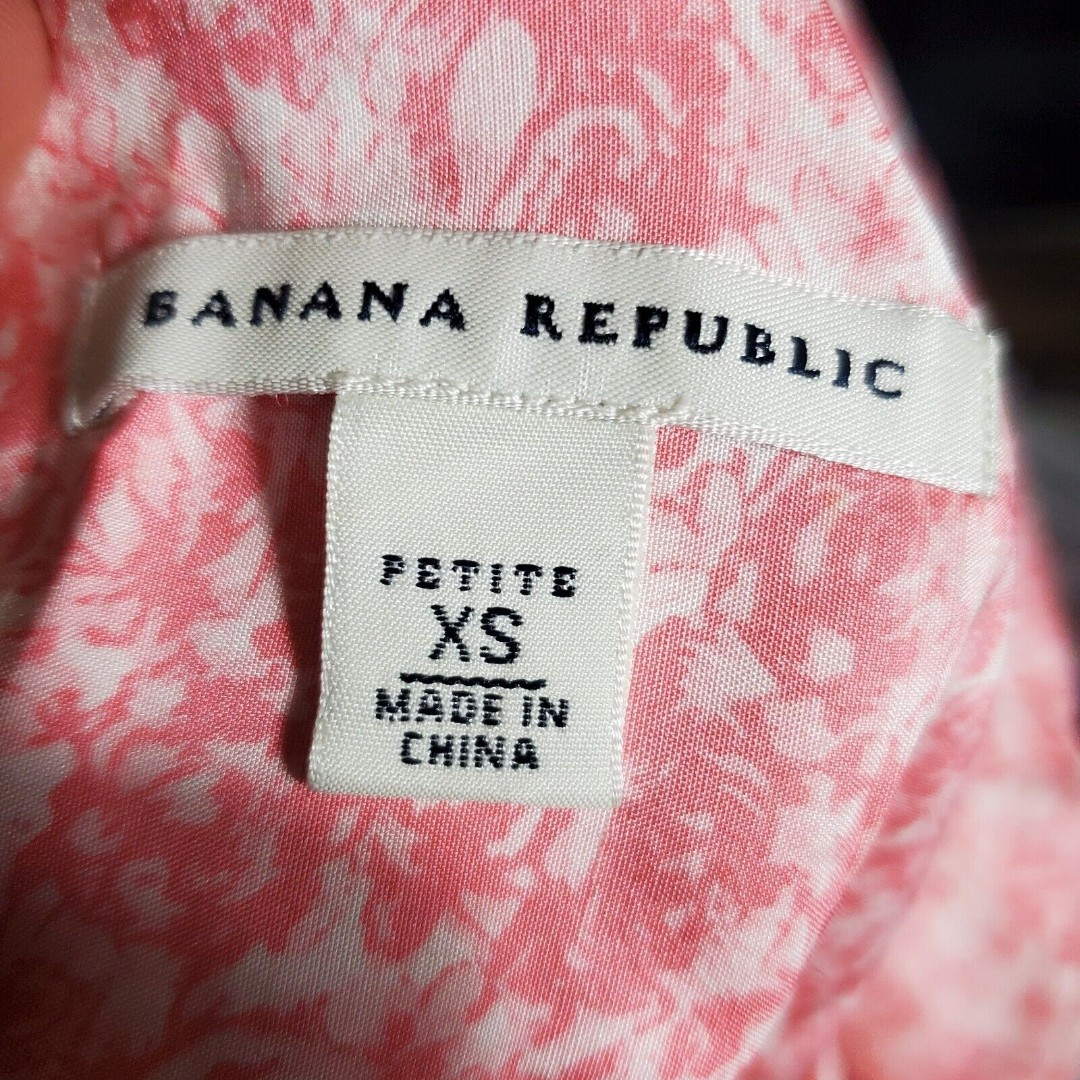 BANANA REPUBLIC
PETITE
XS
MADE IN
CHINA